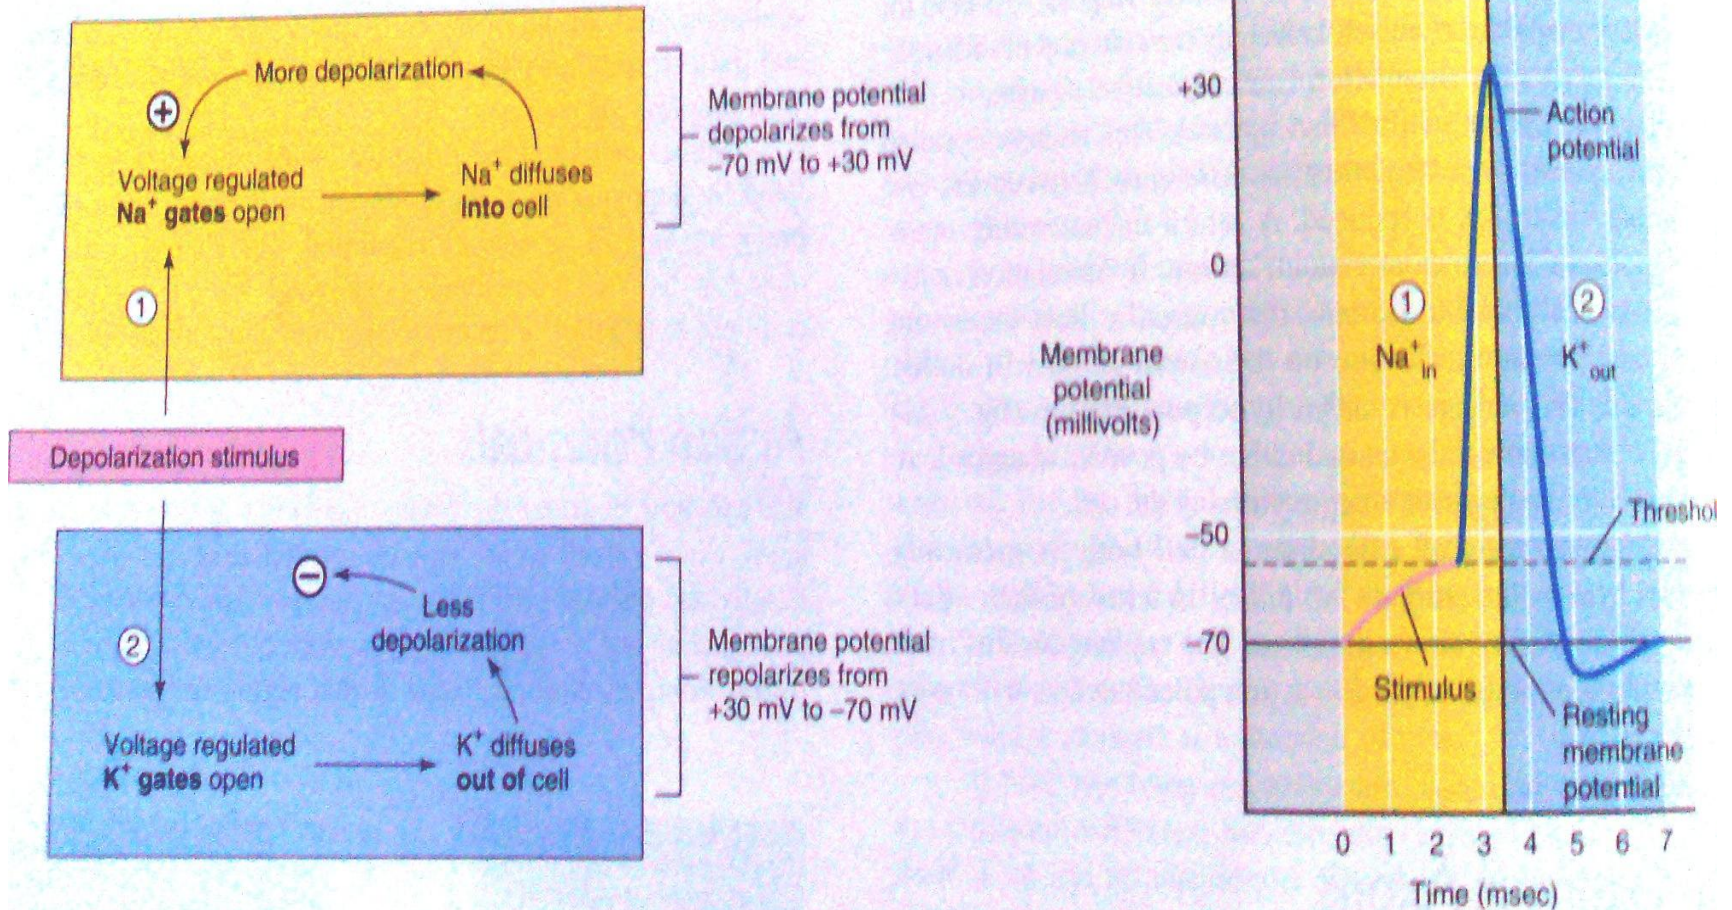 More depolarization
+
Voltage regulated
Na⁺ gates open
Na⁺ diffuses
into cell
1
Membrane potential
depolarizes from
–70 mV to +30 mV
Depolarization stimulus
2
–
Less
depolarization
Voltage regulated
K⁺ gates open
K⁺ diffuses
out of cell
Membrane potential
repolarizes from
+30 mV to –70 mV
Membrane
potential
(millivolts)
+30
0
–50
–70
Action
potential
1
Na⁺in
2
K⁺out
Threshol
Stimulus
Resting
membrane
potential
0 1 2 3 4 5 6 7
Time (msec)